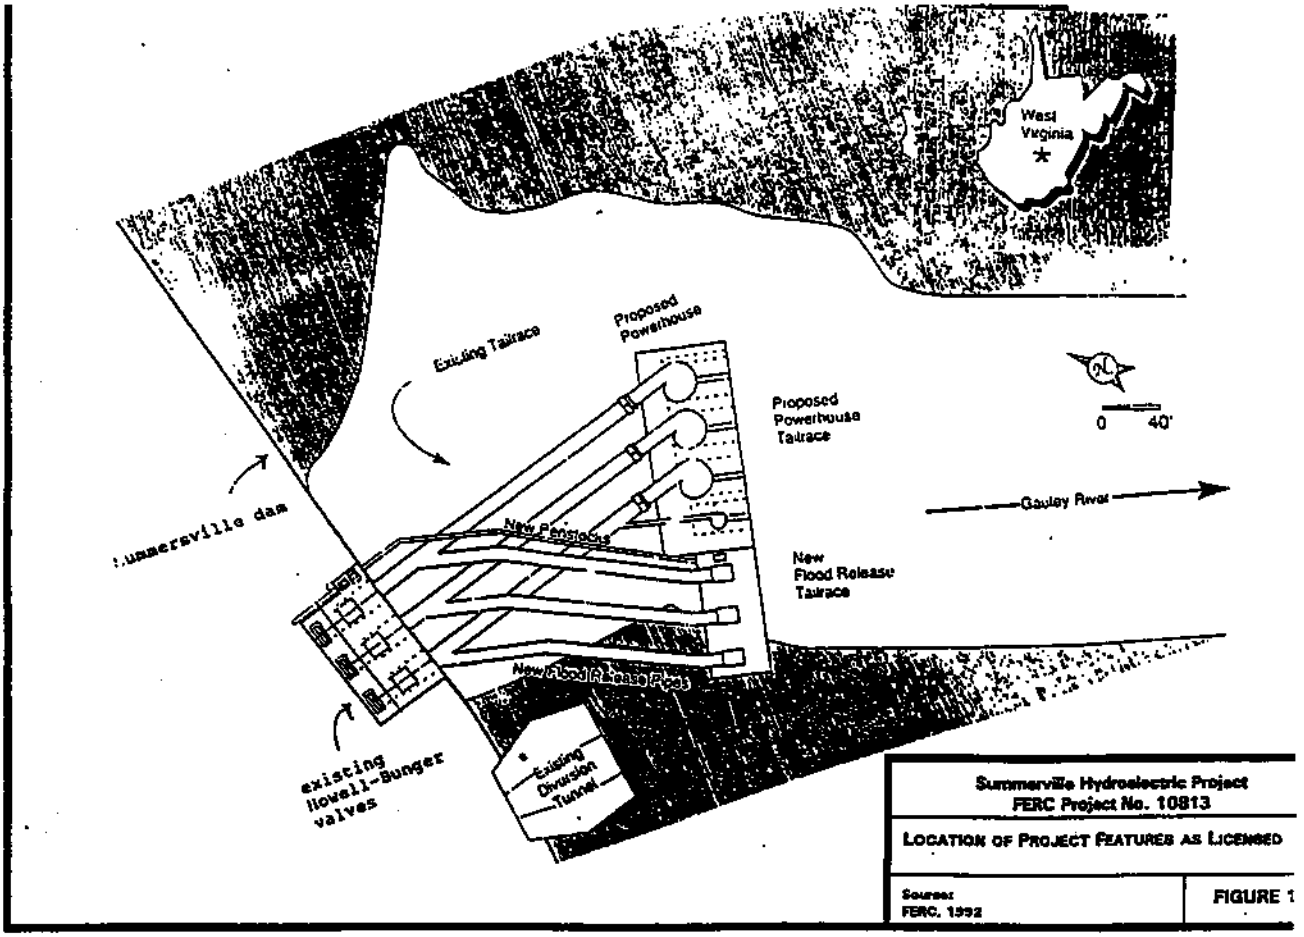 West
Virginia
Proposed
Powerhouse
Existing Tailrace
Proposed
Powerhouse
Tailrace
N
0 40'
Gauley River
Summersville dam
New Penstocks
New
Flood Release
Tailrace
New Flood Release Pipes
existing
Howell-Bunger
valves
Existing
Diversion
Tunnel
Summerville Hydroelectric Project
FERC Project No. 10813
LOCATION OF PROJECT FEATURES AS LICENSED
Source:
FERC, 1992
FIGURE 1